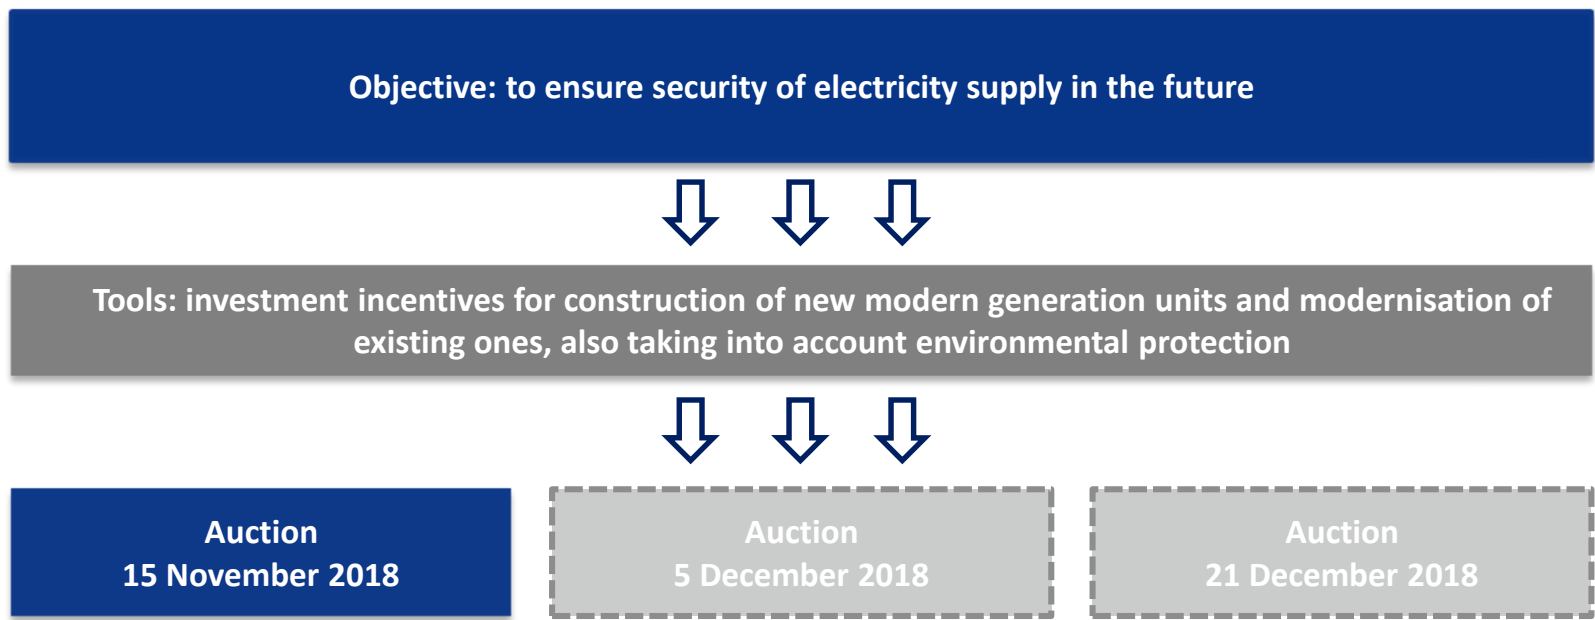 Objective: to ensure security of electricity supply in the future
Tools: investment incentives for construction of new modern generation units and modernisation of
existing ones, also taking into account environmental protection
Auction
15 November 2018
Auction
5 December 2018
Auction
21 December 2018